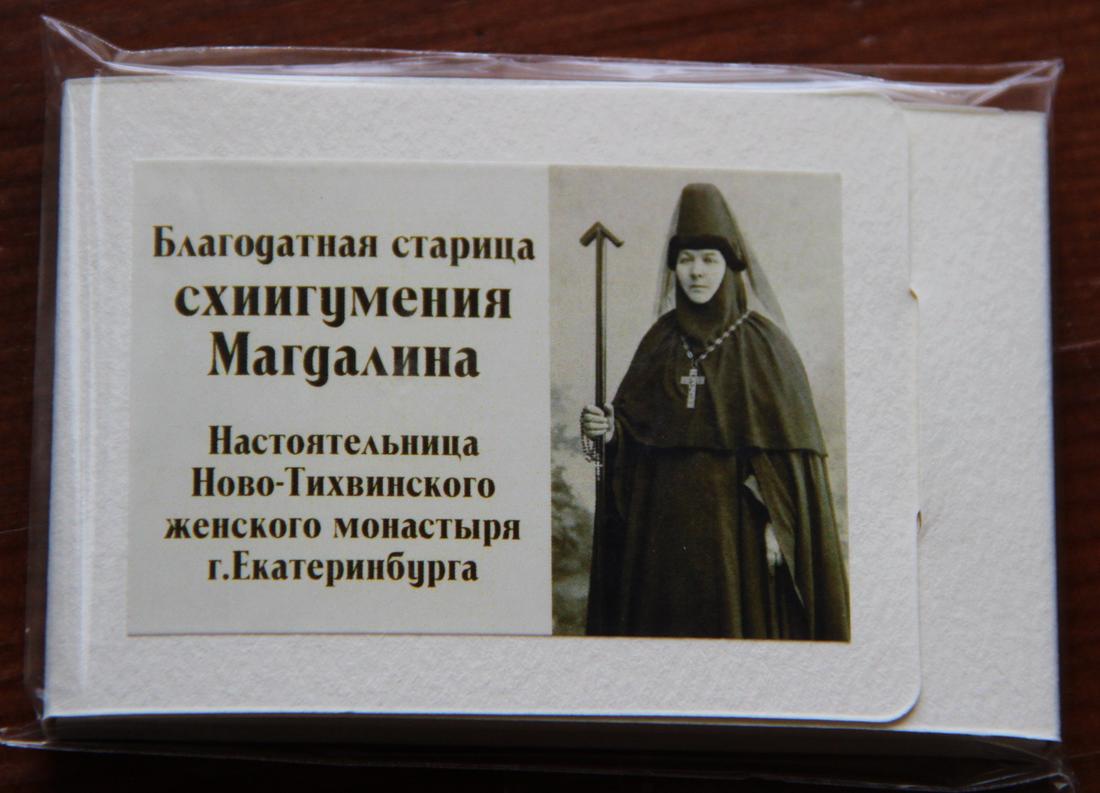 Благодатная старица
схиигумения
Магдалина
Настоятельница
Ново-Тихвинского
женского монастыря
г.Екатеринбурга